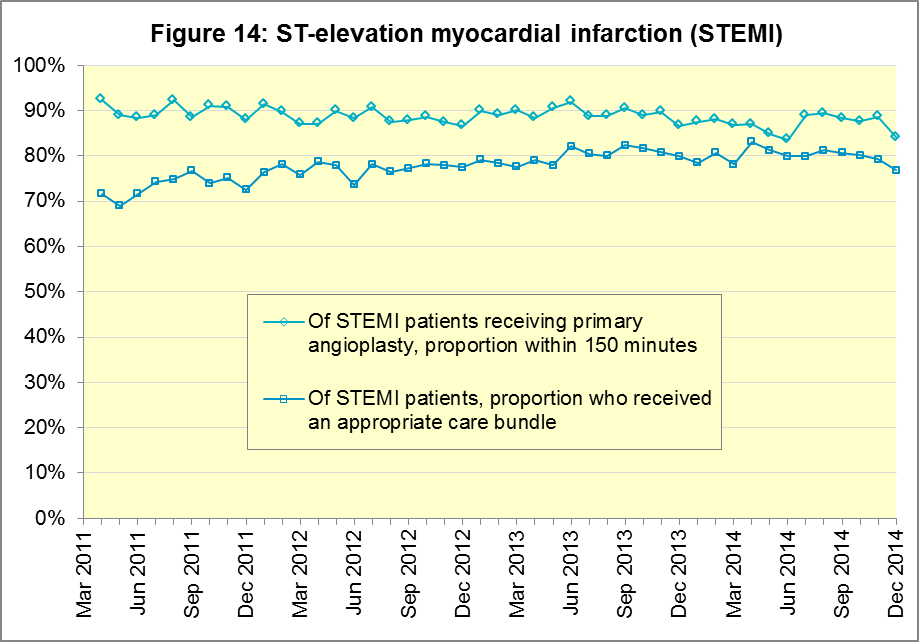 Figure 14: ST-elevation myocardial infarction (STEMI)
100%
90%
80%
70%
60%
50%
40%
30%
20%
10%
0%
Of STEMI patients receiving primary
angioplasty, proportion within 150 minutes
Of STEMI patients, proportion who received
an appropriate care bundle
Mar 2011
Jun 2011
Sep 2011
Dec 2011
Mar 2012
Jun 2012
Sep 2012
Dec 2012
Mar 2013
Jun 2013
Sep 2013
Dec 2013
Mar 2014
Jun 2014
Sep 2014
Dec 2014